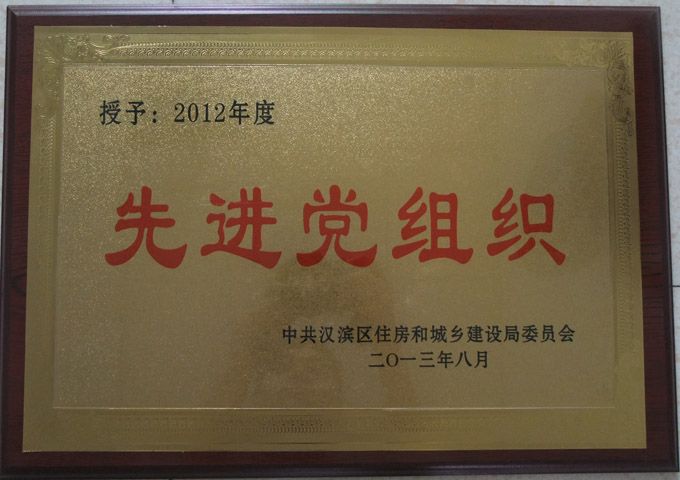 授予：2012年度
先进党组织
中共汉滨区住房和城乡建设局委员会
二O一三年八月